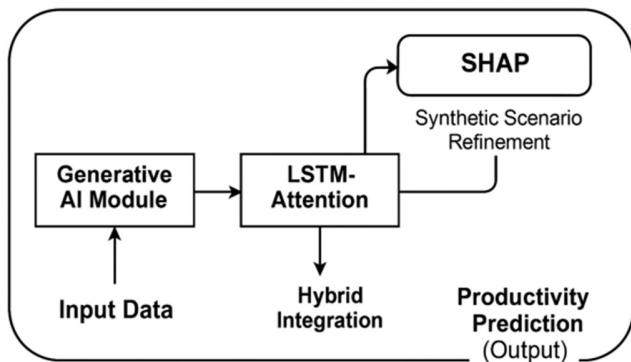 SHAP
Synthetic Scenario
Refinement
Generative
AI Module
LSTM-
Attention
Input Data
Hybrid
Integration
Productivity
Prediction
(Output)